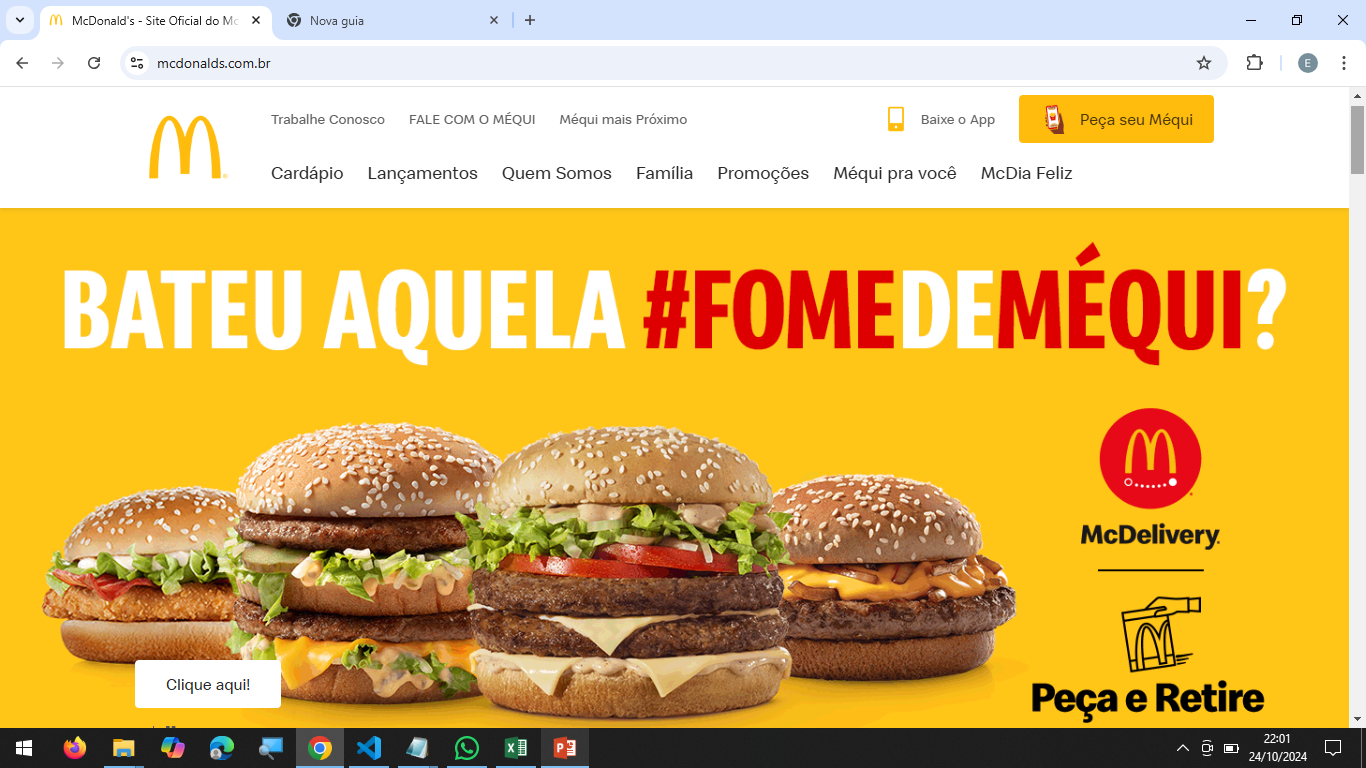 McDonald's - Site Oficial do Mc
Nova guia
mcdonalds.com.br
E
Trabalhe Conosco
FALE COM O MÉQUI
Méqui mais Próximo
Baixe o App
Peça seu Méqui
Cardápio
Lançamentos
Quem Somos
Família
Promoções
Méqui pra você
McDia Feliz
BATEU AQUELA #FOMEDEMÉQUI?
McDelivery
Peça e Retire
Clique aqui!
22:01
24/10/2024